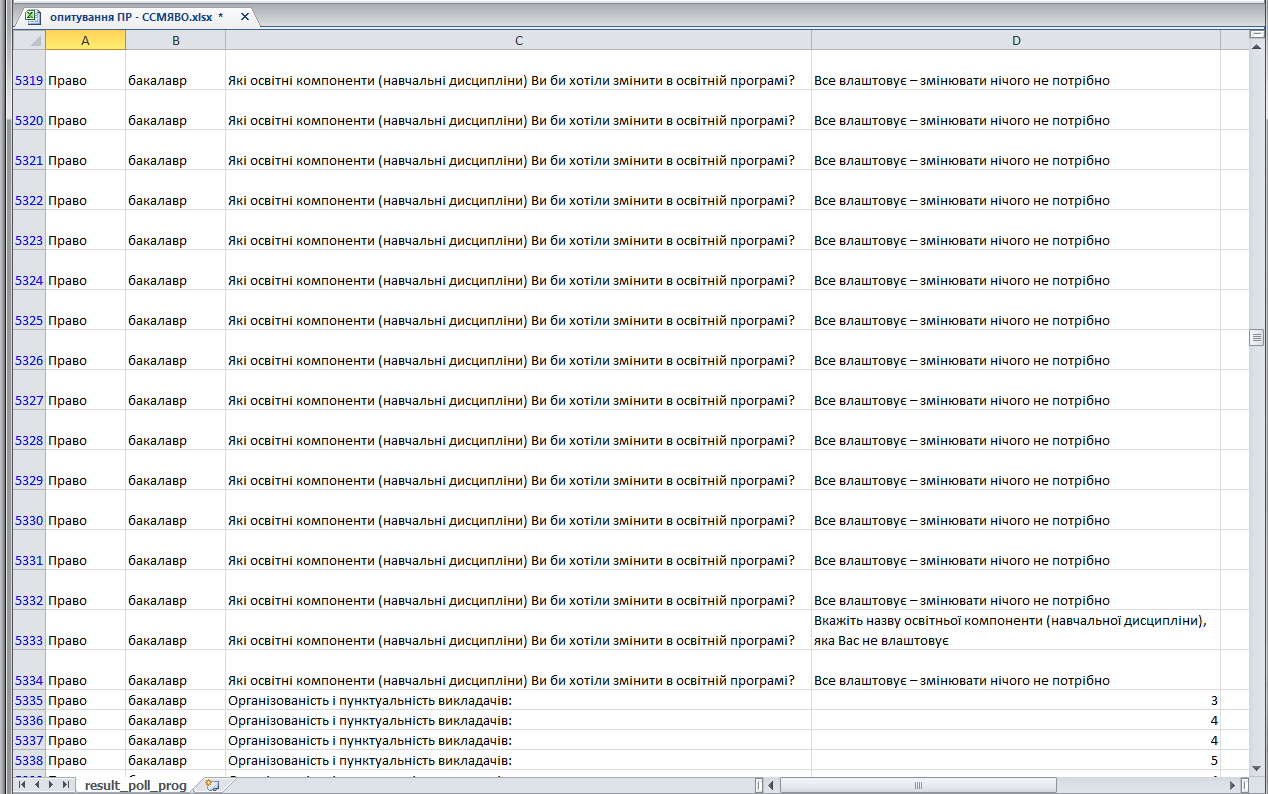 опитування ПР - ССМЯВО.xlsx *
A B C D
5319 Право бакалавр Які освітні компоненти (навчальні дисципліни) Ви би хотіли змінити в освітній програмі? Все влаштовує – змінювати нічого не потрібно
5320 Право бакалавр Які освітні компоненти (навчальні дисципліни) Ви би хотіли змінити в освітній програмі? Все влаштовує – змінювати нічого не потрібно
5321 Право бакалавр Які освітні компоненти (навчальні дисципліни) Ви би хотіли змінити в освітній програмі? Все влаштовує – змінювати нічого не потрібно
5322 Право бакалавр Які освітні компоненти (навчальні дисципліни) Ви би хотіли змінити в освітній програмі? Все влаштовує – змінювати нічого не потрібно
5323 Право бакалавр Які освітні компоненти (навчальні дисципліни) Ви би хотіли змінити в освітній програмі? Все влаштовує – змінювати нічого не потрібно
5324 Право бакалавр Які освітні компоненти (навчальні дисципліни) Ви би хотіли змінити в освітній програмі? Все влаштовує – змінювати нічого не потрібно
5325 Право бакалавр Які освітні компоненти (навчальні дисципліни) Ви би хотіли змінити в освітній програмі? Все влаштовує – змінювати нічого не потрібно
5326 Право бакалавр Які освітні компоненти (навчальні дисципліни) Ви би хотіли змінити в освітній програмі? Все влаштовує – змінювати нічого не потрібно
5327 Право бакалавр Які освітні компоненти (навчальні дисципліни) Ви би хотіли змінити в освітній програмі? Все влаштовує – змінювати нічого не потрібно
5328 Право бакалавр Які освітні компоненти (навчальні дисципліни) Ви би хотіли змінити в освітній програмі? Все влаштовує – змінювати нічого не потрібно
5329 Право бакалавр Які освітні компоненти (навчальні дисципліни) Ви би хотіли змінити в освітній програмі? Все влаштовує – змінювати нічого не потрібно
5330 Право бакалавр Які освітні компоненти (навчальні дисципліни) Ви би хотіли змінити в освітній програмі? Все влаштовує – змінювати нічого не потрібно
5331 Право бакалавр Які освітні компоненти (навчальні дисципліни) Ви би хотіли змінити в освітній програмі? Все влаштовує – змінювати нічого не потрібно
5332 Право бакалавр Які освітні компоненти (навчальні дисципліни) Ви би хотіли змінити в освітній програмі? Все влаштовує – змінювати нічого не потрібно
Вкажіть назву освітньої компоненти (навчальної дисципліни),
5333 Право бакалавр Які освітні компоненти (навчальні дисципліни) Ви би хотіли змінити в освітній програмі? яка Вас не влаштовує
5334 Право бакалавр Які освітні компоненти (навчальні дисципліни) Ви би хотіли змінити в освітній програмі? Все влаштовує – змінювати нічого не потрібно
5335 Право бакалавр Організованість і пунктуальність викладачів: 3
5336 Право бакалавр Організованість і пунктуальність викладачів: 4
5337 Право бакалавр Організованість і пунктуальність викладачів: 4
5338 Право бакалавр Організованість і пунктуальність викладачів: 5
result_poll_prog